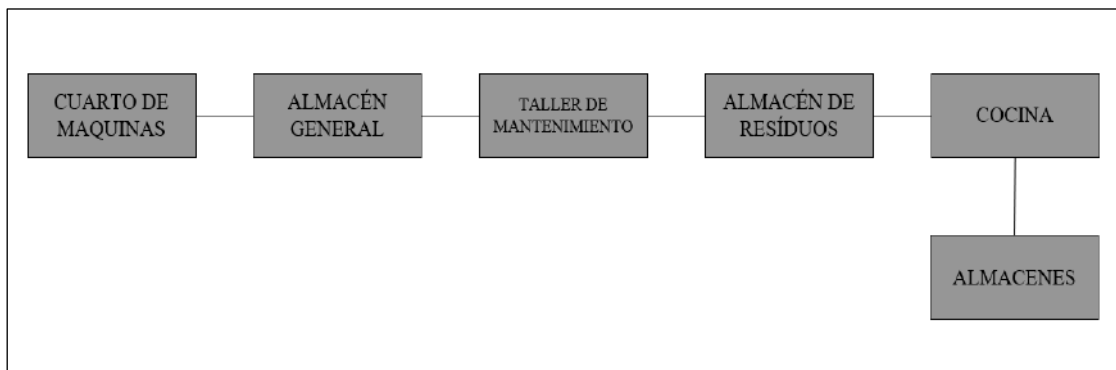 CUARTO DE
MAQUINAS
ALMACÉN
GENERAL
TALLER DE
MANTENIMIENTO
ALMACÉN DE
RESÍDUOS
COCINA
ALMACENES